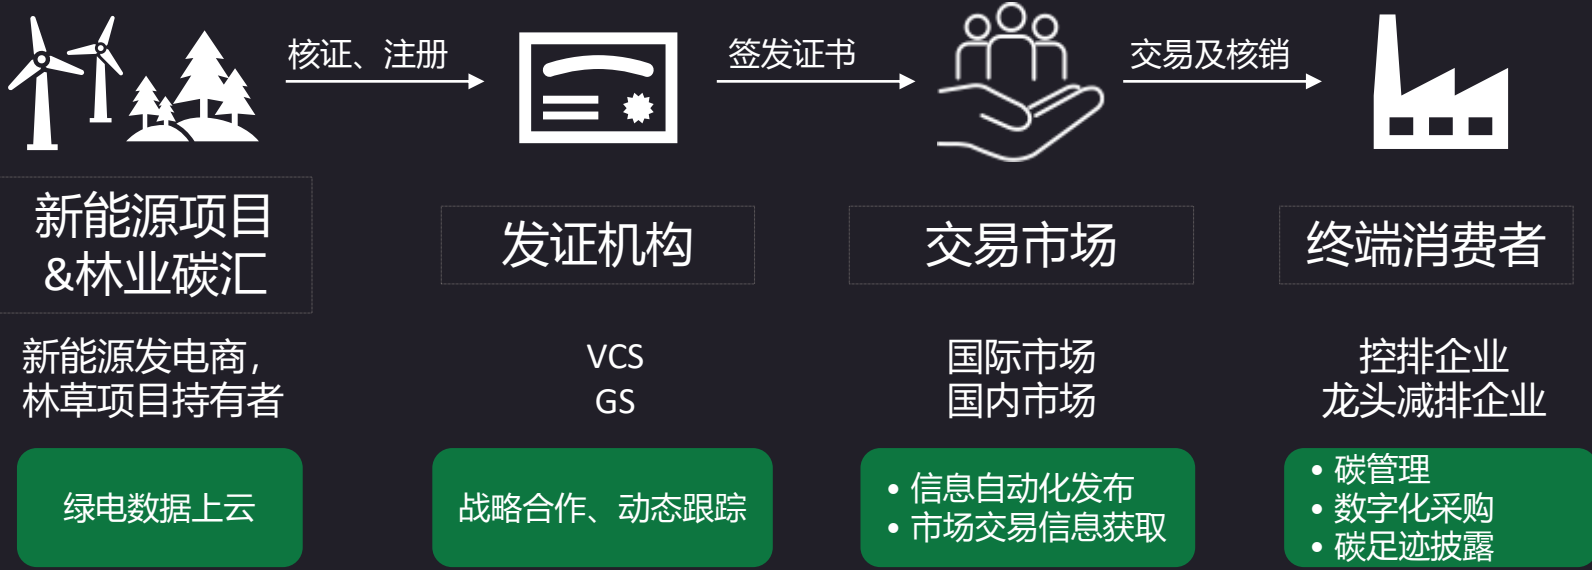 核证、注册
签发证书
交易及核销
新能源项目
&林业碳汇
发证机构
交易市场
终端消费者
新能源发电商，
林草项目持有者
VCS
GS
国际市场
国内市场
控排企业
龙头减排企业
绿电数据上云
战略合作、动态跟踪
• 信息自动化发布
• 市场交易信息获取
• 碳管理
• 数字化采购
• 碳足迹披露